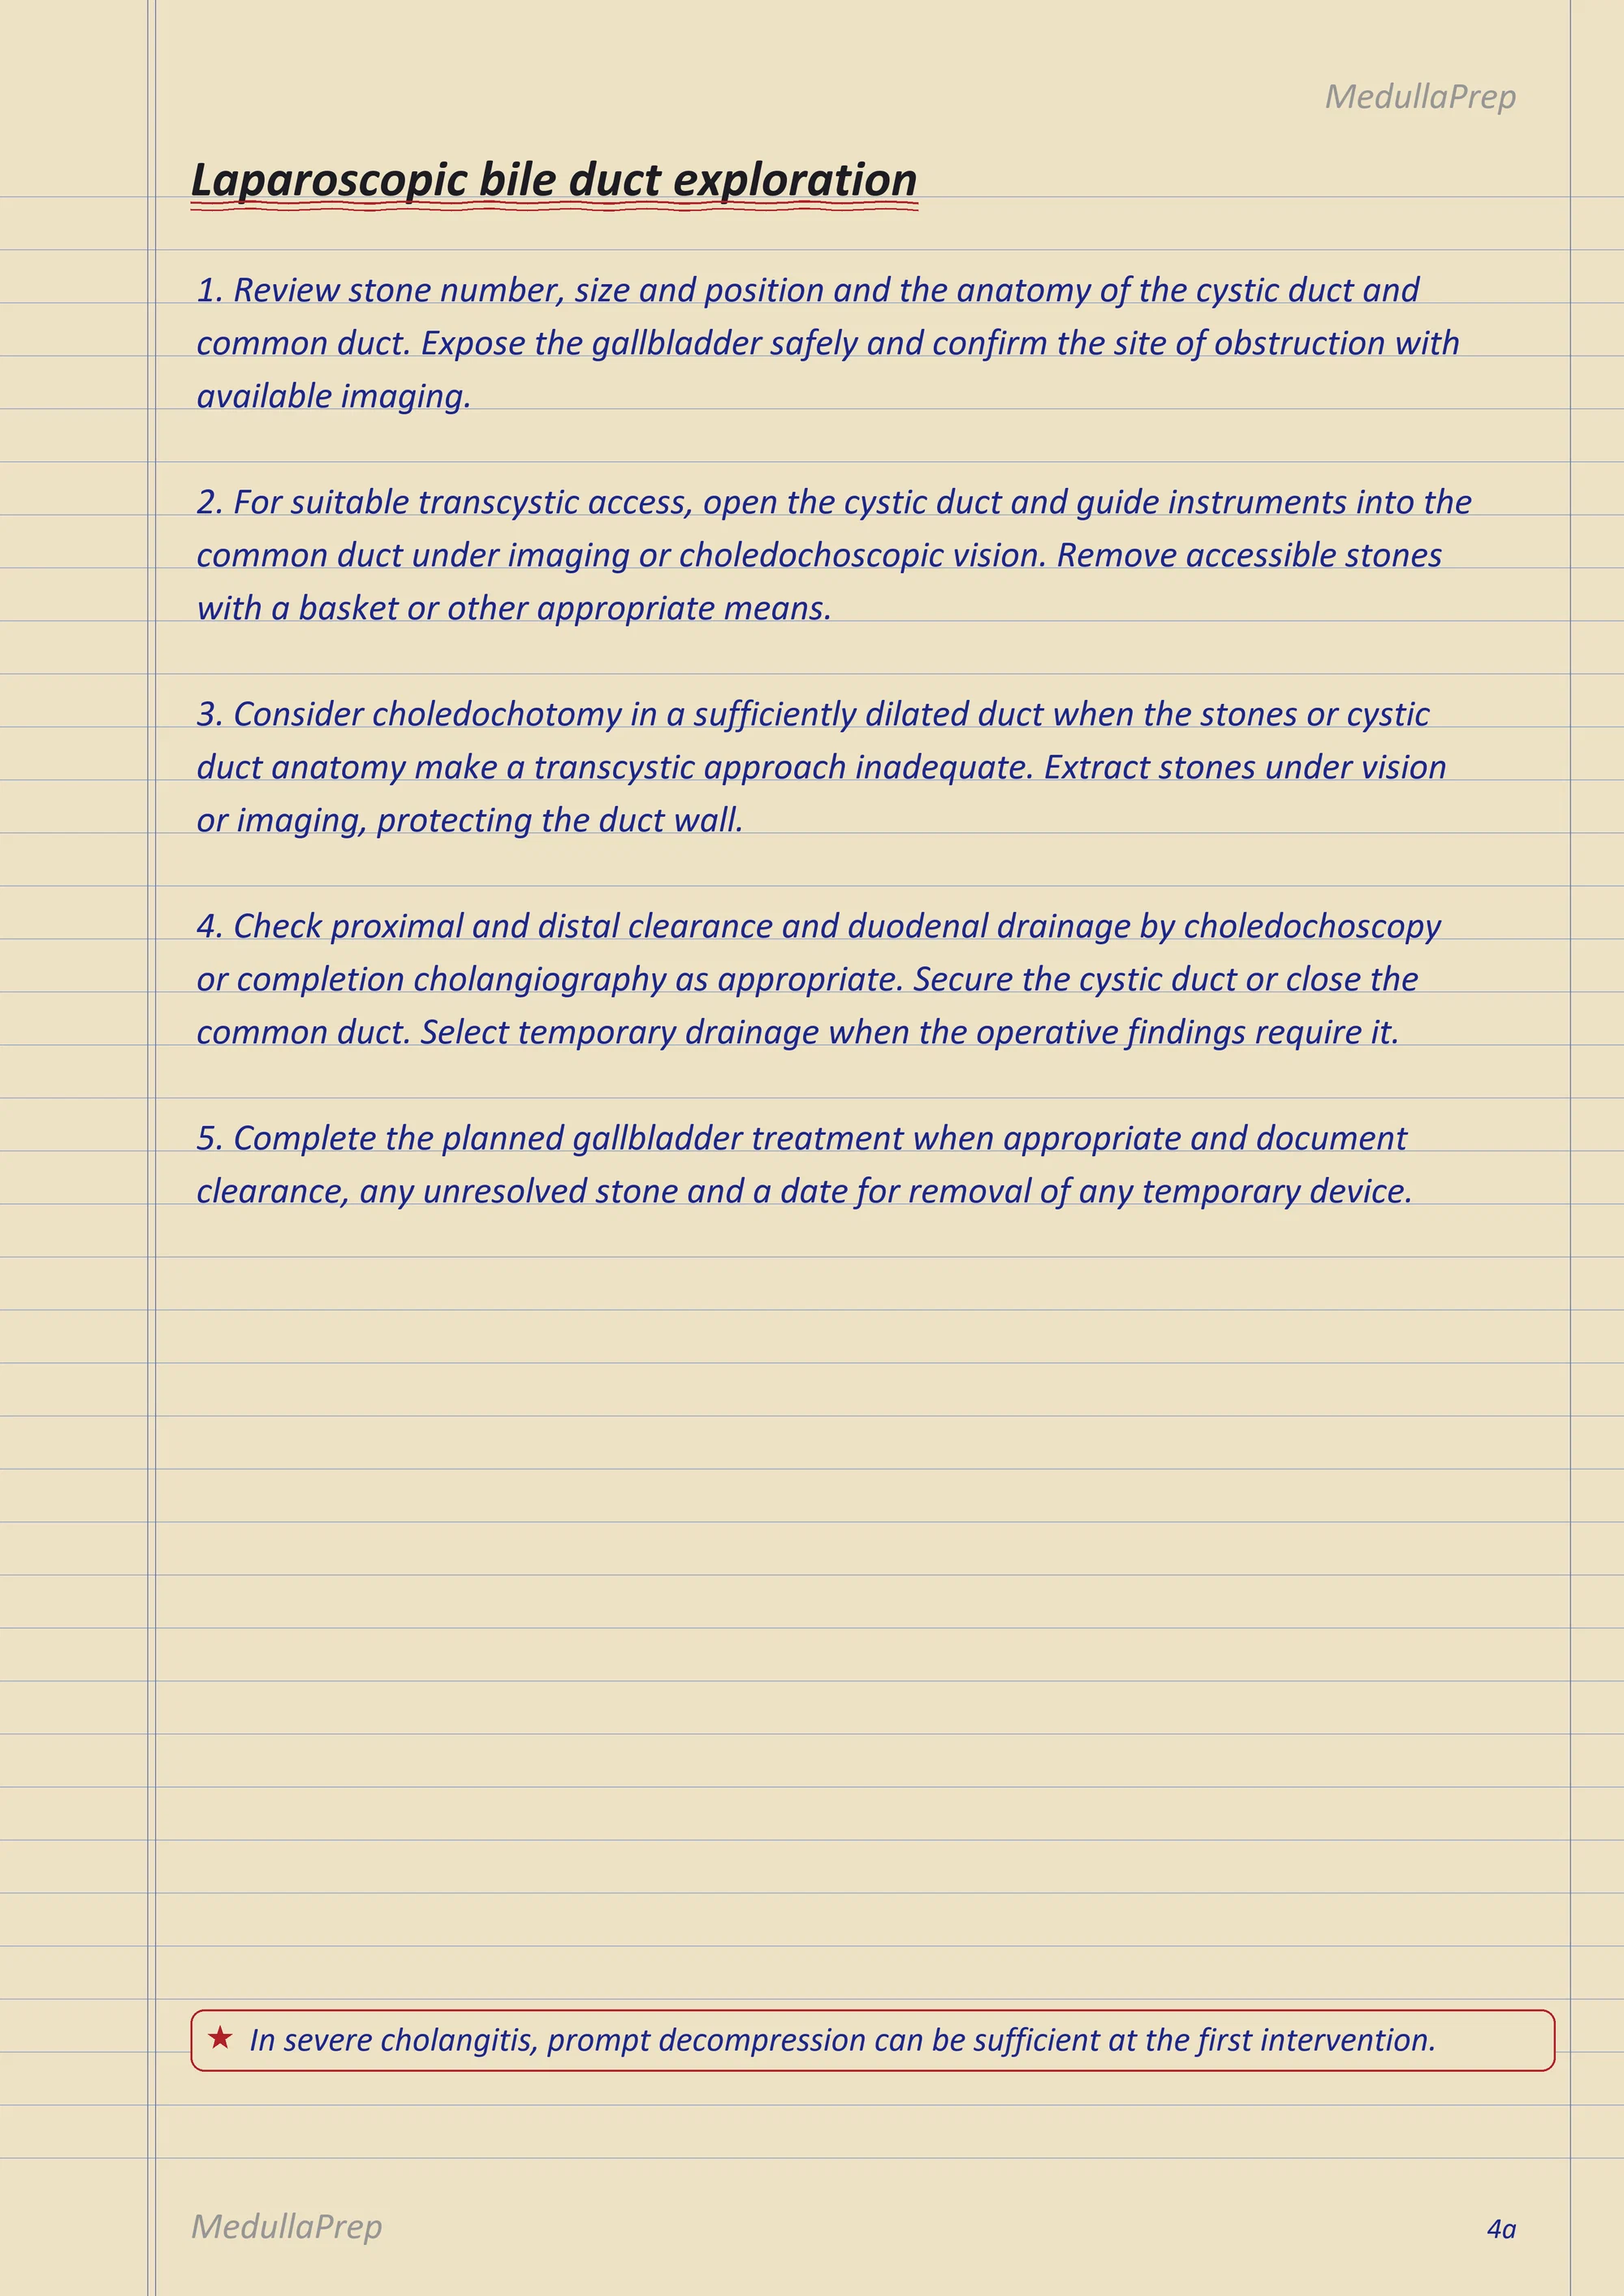 MedullaPrep
Laparoscopic bile duct exploration
1. Review stone number, size and position and the anatomy of the cystic duct and
common duct. Expose the gallbladder safely and confirm the site of obstruction with
available imaging.
2. For suitable transcystic access, open the cystic duct and guide instruments into the
common duct under imaging or choledochoscopic vision. Remove accessible stones
with a basket or other appropriate means.
3. Consider choledochotomy in a sufficiently dilated duct when the stones or cystic
duct anatomy make a transcystic approach inadequate. Extract stones under vision
or imaging, protecting the duct wall.
4. Check proximal and distal clearance and duodenal drainage by choledochoscopy
or completion cholangiography as appropriate. Secure the cystic duct or close the
common duct. Select temporary drainage when the operative findings require it.
5. Complete the planned gallbladder treatment when appropriate and document
clearance, any unresolved stone and a date for removal of any temporary device.
★ In severe cholangitis, prompt decompression can be sufficient at the first intervention.
MedullaPrep
4a